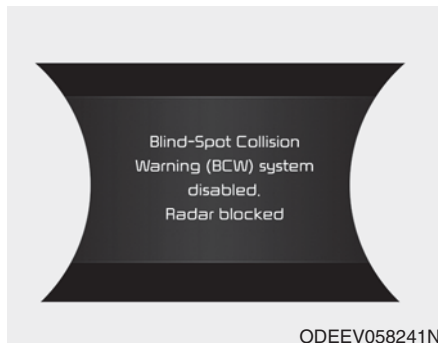 Blind-Spot Collision
Warning (BCW) system
disabled.
Radar blocked
ODEEV058241N